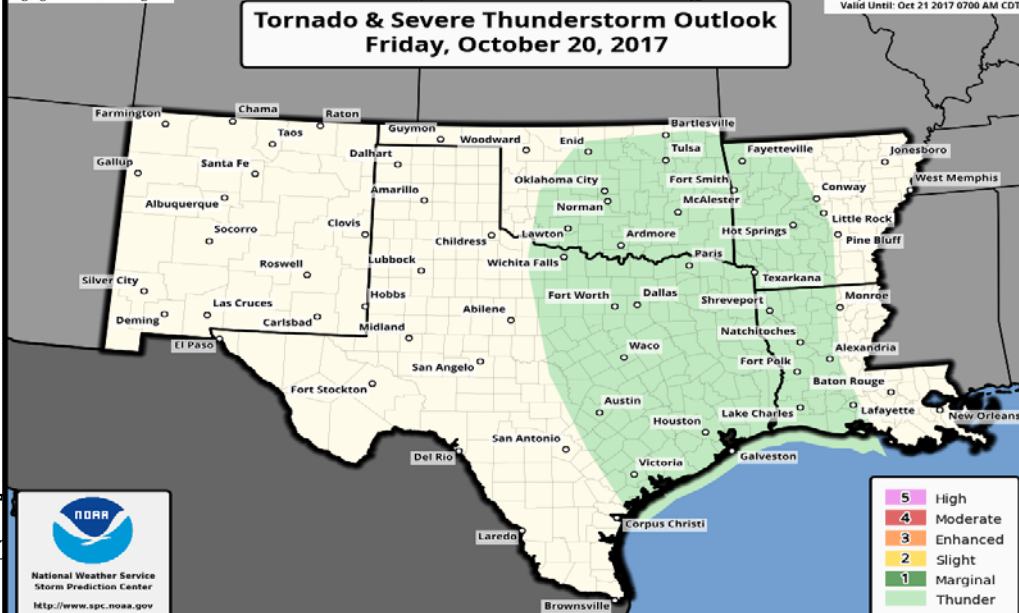 Valid Until: Oct 21 2017 0700 AM CDT
Tornado & Severe Thunderstorm Outlook
Friday, October 20, 2017
Farmington
Chama
Raton
Taos
Guymon
Woodward
Enid
Bartlesville
Gallup
Santa Fe
Dalhart
Tulsa
Fayetteville
Jonesboro
Albuquerque
Amarillo
Oklahoma City
Fort Smith
Conway
West Memphis
Norman
McAlester
Socorro
Clovis
Childress
Lawton
Ardmore
Hot Springs
Little Rock
Pine Bluff
Roswell
Lubbock
Wichita Falls
Paris
Texarkana
Silver City
Las Cruces
Hobbs
Fort Worth
Dallas
Shreveport
Monroe
Deming
Carlsbad
Midland
Abilene
Natchitoches
El Paso
San Angelo
Waco
Fort Polk
Alexandria
Fort Stockton
Baton Rouge
Austin
Houston
Lake Charles
Lafayette
New Orleans
San Antonio
Del Rio
Victoria
Galveston
Corpus Christi
Laredo
Brownsville
NOAA
National Weather Service
Storm Prediction Center
http://www.spc.noaa.gov
5 High
4 Moderate
3 Enhanced
2 Slight
1 Marginal
Thunder